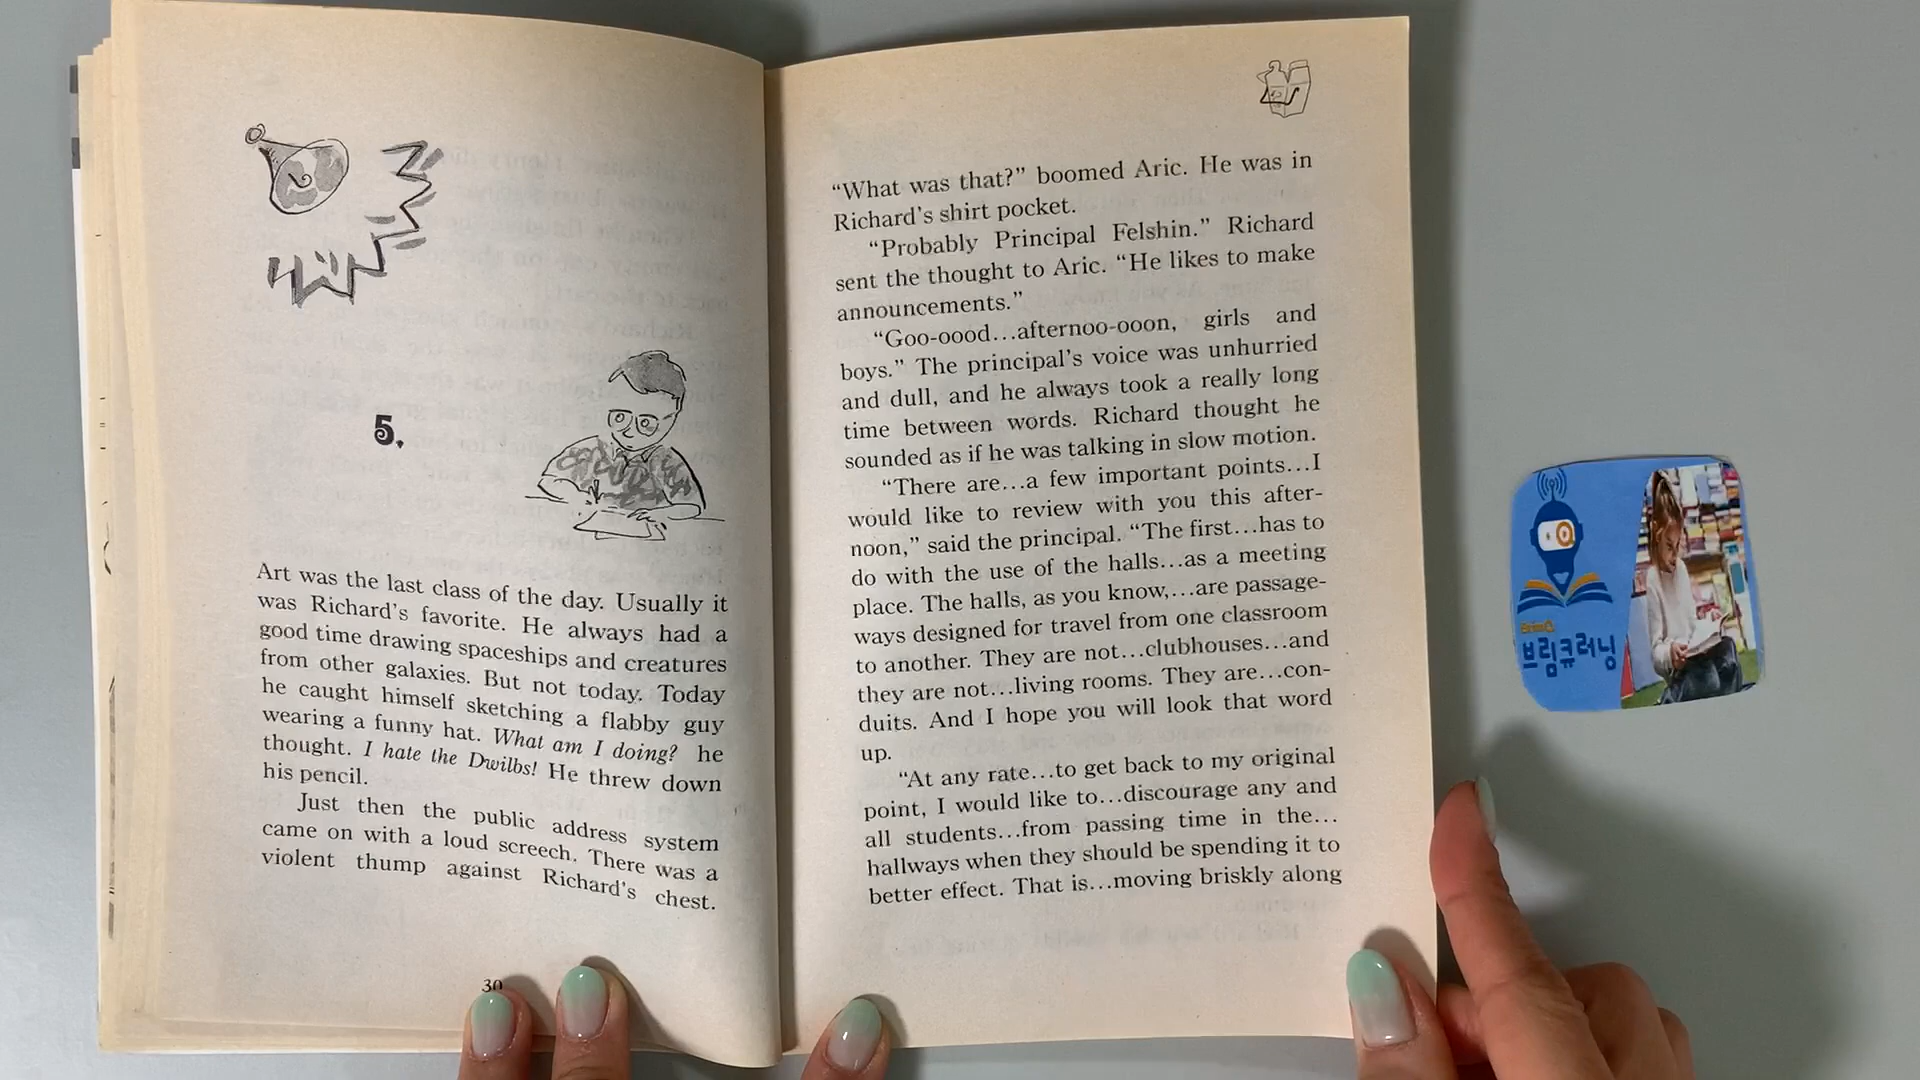 5.
Art was the last class of the day. Usually it
was Richard's favorite. He always had a
good time drawing spaceships and creatures
from other galaxies. But not today. Today
he caught himself sketching a flabby guy
wearing a funny hat. What am I doing? he
thought. I hate the Dwilbs! He threw down
his pencil.
Just then the public address system
came on with a loud screech. There was a
violent thump against Richard's chest.
30
“What was that?” boomed Aric. He was in
Richard's shirt pocket.
“Probably Principal Felshin.” Richard
sent the thought to Aric. “He likes to make
announcements.”
“Goo-oood...afternoo-ooon, girls and
boys.” The principal's voice was unhurried
and dull, and he always took a really long
time between words. Richard thought he
sounded as if he was talking in slow motion.
“There are...a few important points...I
would like to review with you this after-
noon,” said the principal. “The first...has to
do with the use of the halls...as a meeting
place. The halls, as you know,...are passage-
ways designed for travel from one classroom
to another. They are not...clubhouses...and
they are not...living rooms. They are...con-
duits. And I hope you will look that word
up.
“At any rate...to get back to my original
point, I would like to...discourage any and
all students...from passing time in the...
hallways when they should be spending it to
better effect. That is...moving briskly along
BrimQ
브림큐러닝